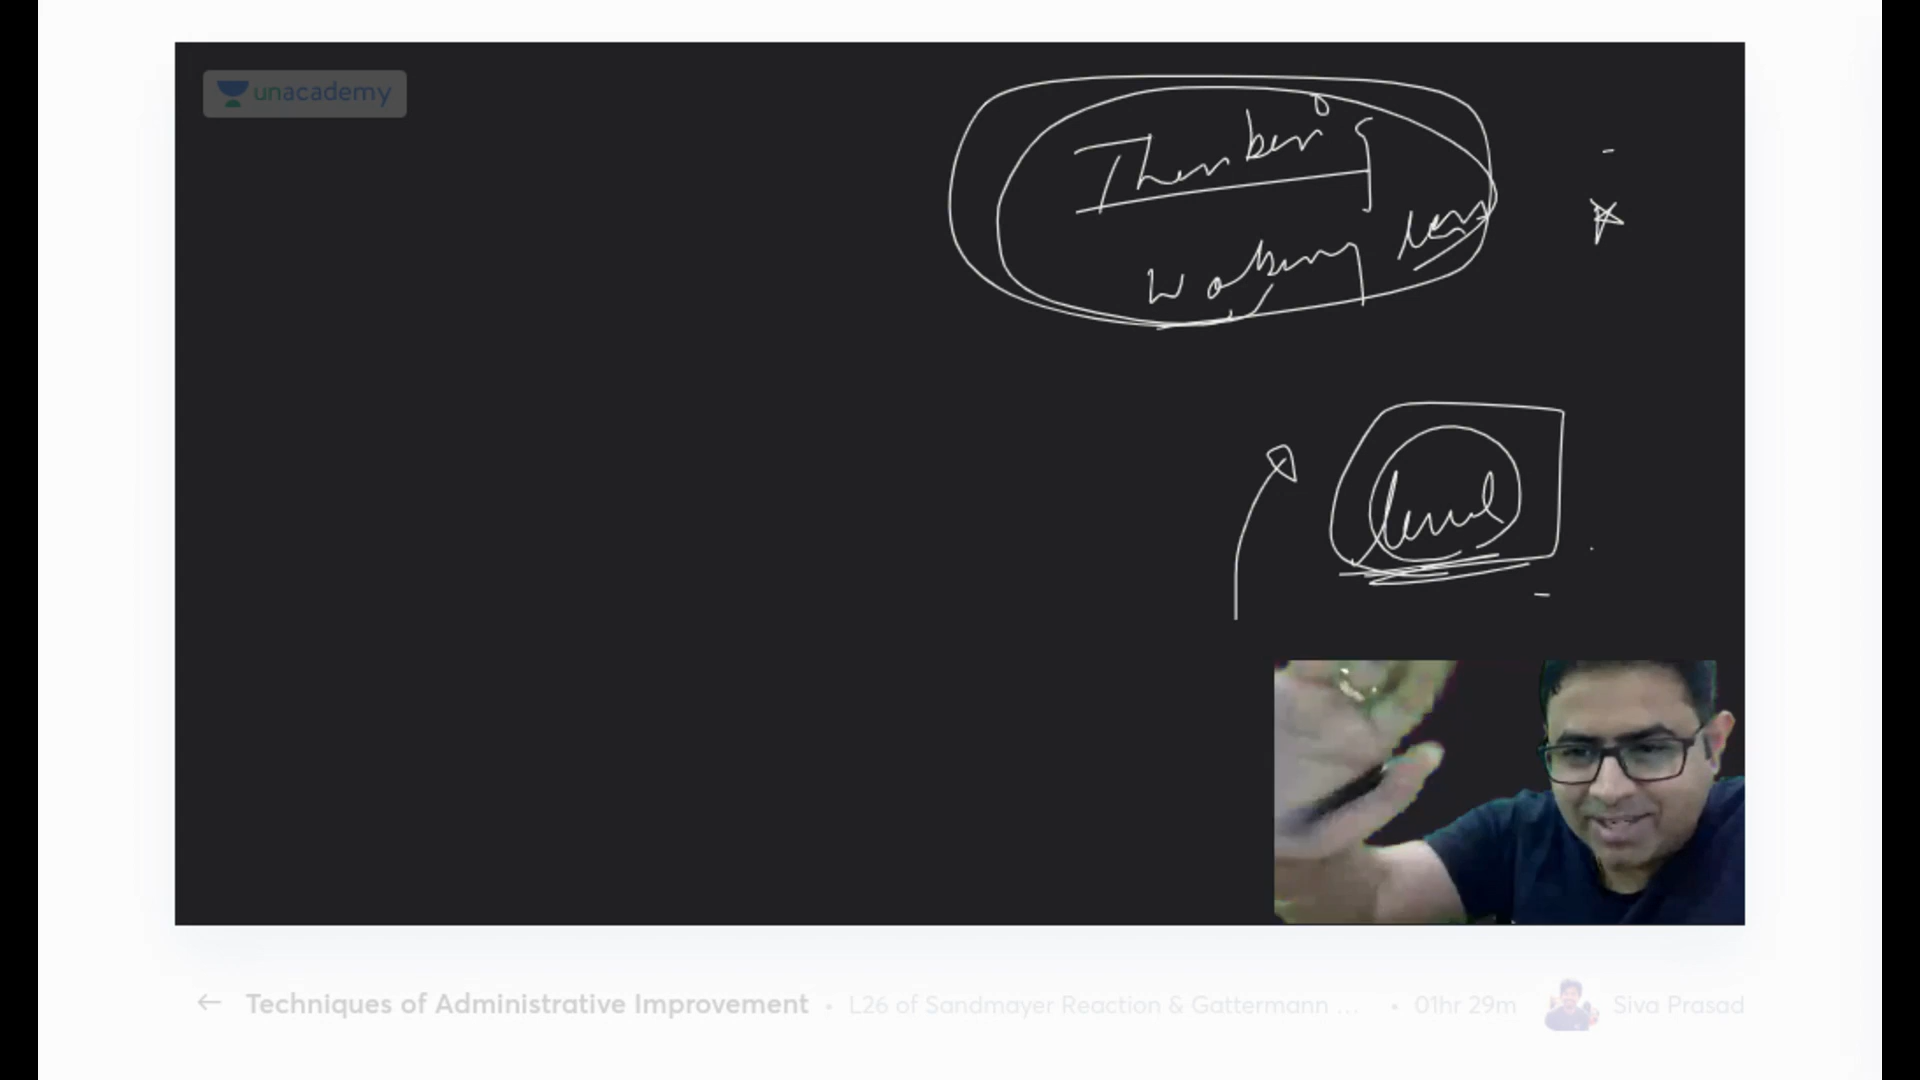 unacademy
Thinking
Working
level
Techniques of Administrative Improvement • L26 of Sandmayer Reaction & Gattermann ... • 01hr 29m Siva Prasad